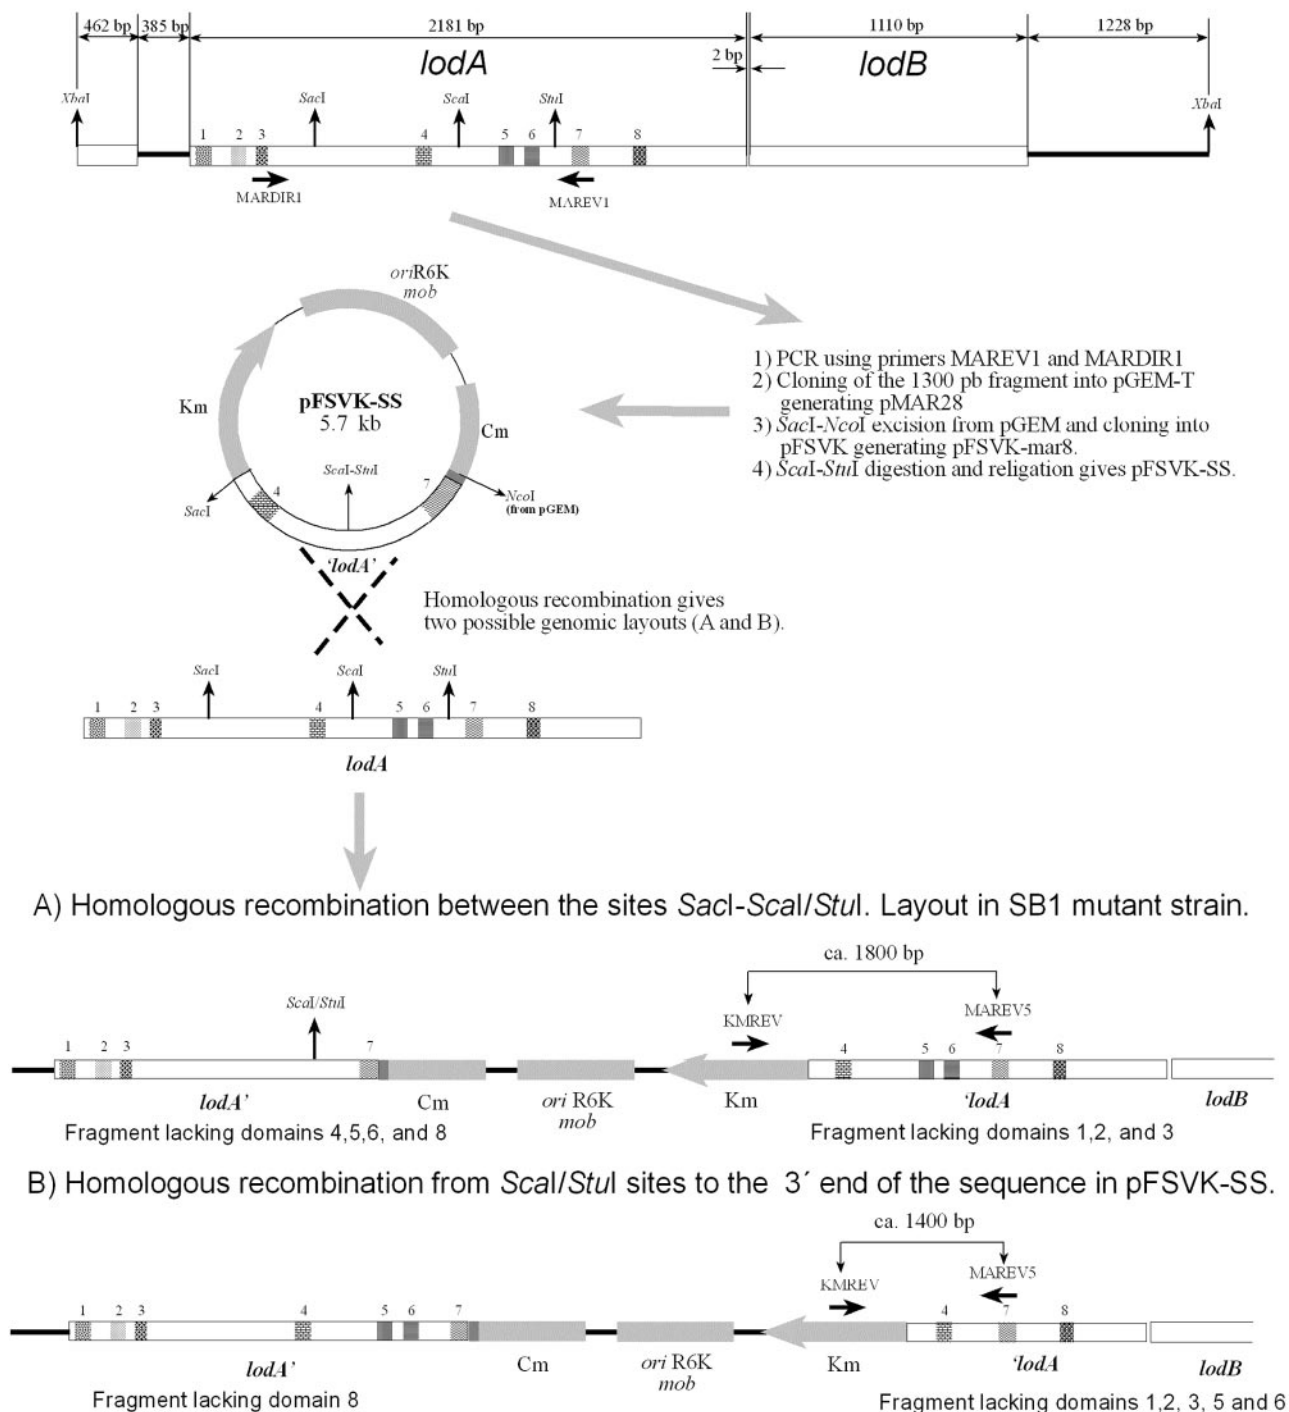 462 bp 385 bp 2181 bp 1110 bp 1228 bp
lodA 2 bp lodB
XbaI SacI ScaI StuI XbaI
1 2 3 4 5 6 7 8
MARDIR1 MAREV1
oriR6K
mob
1) PCR using primers MAREV1 and MARDIR1
2) Cloning of the 1300 pb fragment into pGEM-T
generating pMAR28
3) SacI-NcoI excision from pGEM and cloning into
pFSVK generating pFSVK-mar8.
4) ScaI-StuI digestion and religation gives pFSVK-SS.
Km pFSVK-SS Cm
5.7 kb
ScaI-StuI
SacI 4 7 NcoI
(from pGEM)
‘lodA’
Homologous recombination gives
two possible genomic layouts (A and B).
SacI ScaI StuI
1 2 3 4 5 6 7 8
lodA
A) Homologous recombination between the sites SacI-ScaI/StuI. Layout in SB1 mutant strain.
ca. 1800 bp
ScaI/StuI KMREV MAREV5
1 2 3 7 4 5 6 7 8
lodA’ Cm ori R6K Km ‘lodA lodB
mob
Fragment lacking domains 4,5,6, and 8 Fragment lacking domains 1,2, and 3
B) Homologous recombination from ScaI/StuI sites to the 3´ end of the sequence in pFSVK-SS.
ca. 1400 bp
KMREV MAREV5
1 2 3 4 5 6 7 4 7 8
lodA’ Cm ori R6K Km ‘lodA lodB
mob
Fragment lacking domain 8 Fragment lacking domains 1,2, 3, 5 and 6